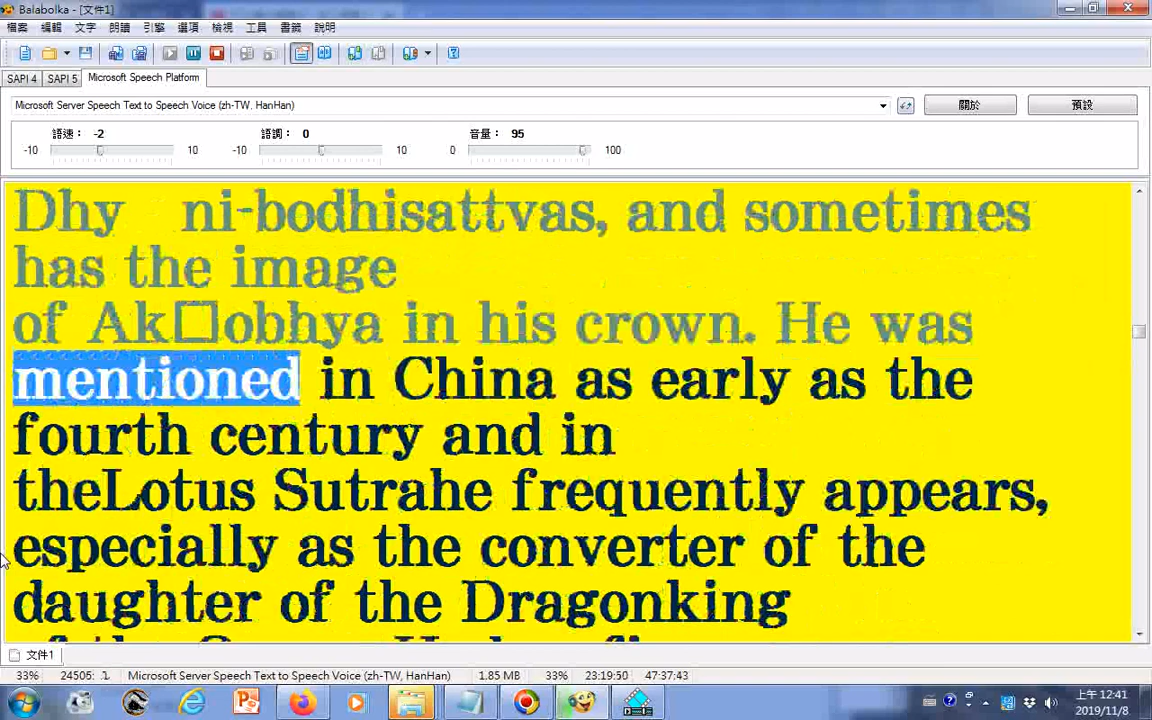 Balabolka - [文件1]
檔案 編輯 文字 朗讀 引擎 選項 檢視 工具 書籤 說明
SAPI 4 SAPI 5 Microsoft Speech Platform
Microsoft Server Speech Text to Speech Voice (zh-TW, HanHan) 關於 預設
語速： -2 語調： 0 音量： 95
-10 10 -10 10 0 100
Dhy ni-bodhisattvas, and sometimes
has the image
of Ak□obhya in his crown. He was
mentioned in China as early as the
fourth century and in
theLotus Sutrahe frequently appears,
especially as the converter of the
daughter of the Dragonking
文件1
33% 24505: 1 Microsoft Server Speech Text to Speech Voice (zh-TW, HanHan) 1.85 MB 33% 23:19:50 47:37:43
上午 12:41
2019/11/8